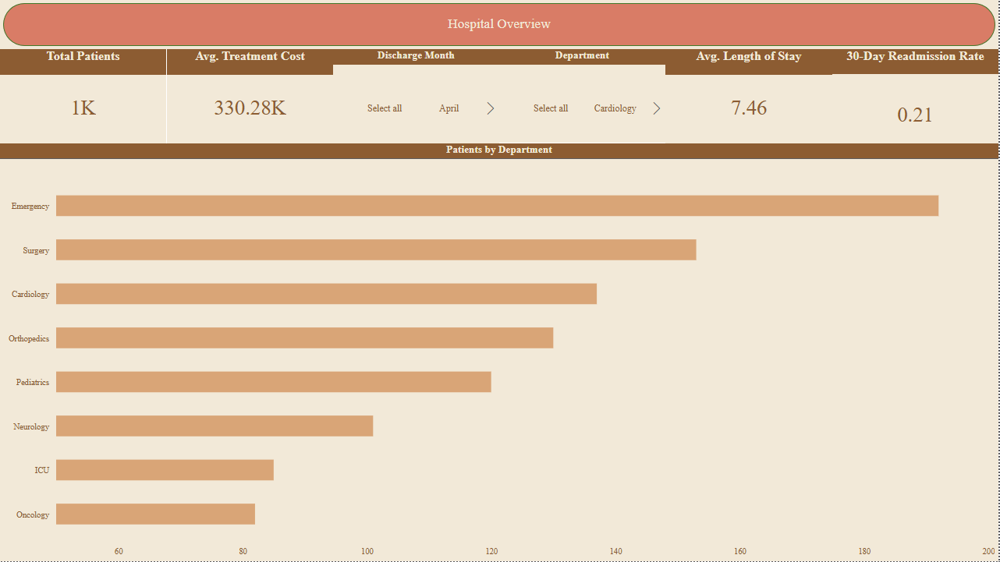 Hospital Overview
Total Patients
Avg. Treatment Cost
Discharge Month
Department
Avg. Length of Stay
30-Day Readmission Rate
1K
330.28K
Select all
April
Select all
Cardiology
7.46
0.21
Patients by Department
Emergency
Surgery
Cardiology
Orthopedics
Pediatrics
Neurology
ICU
Oncology
60 80 100 120 140 160 180 200